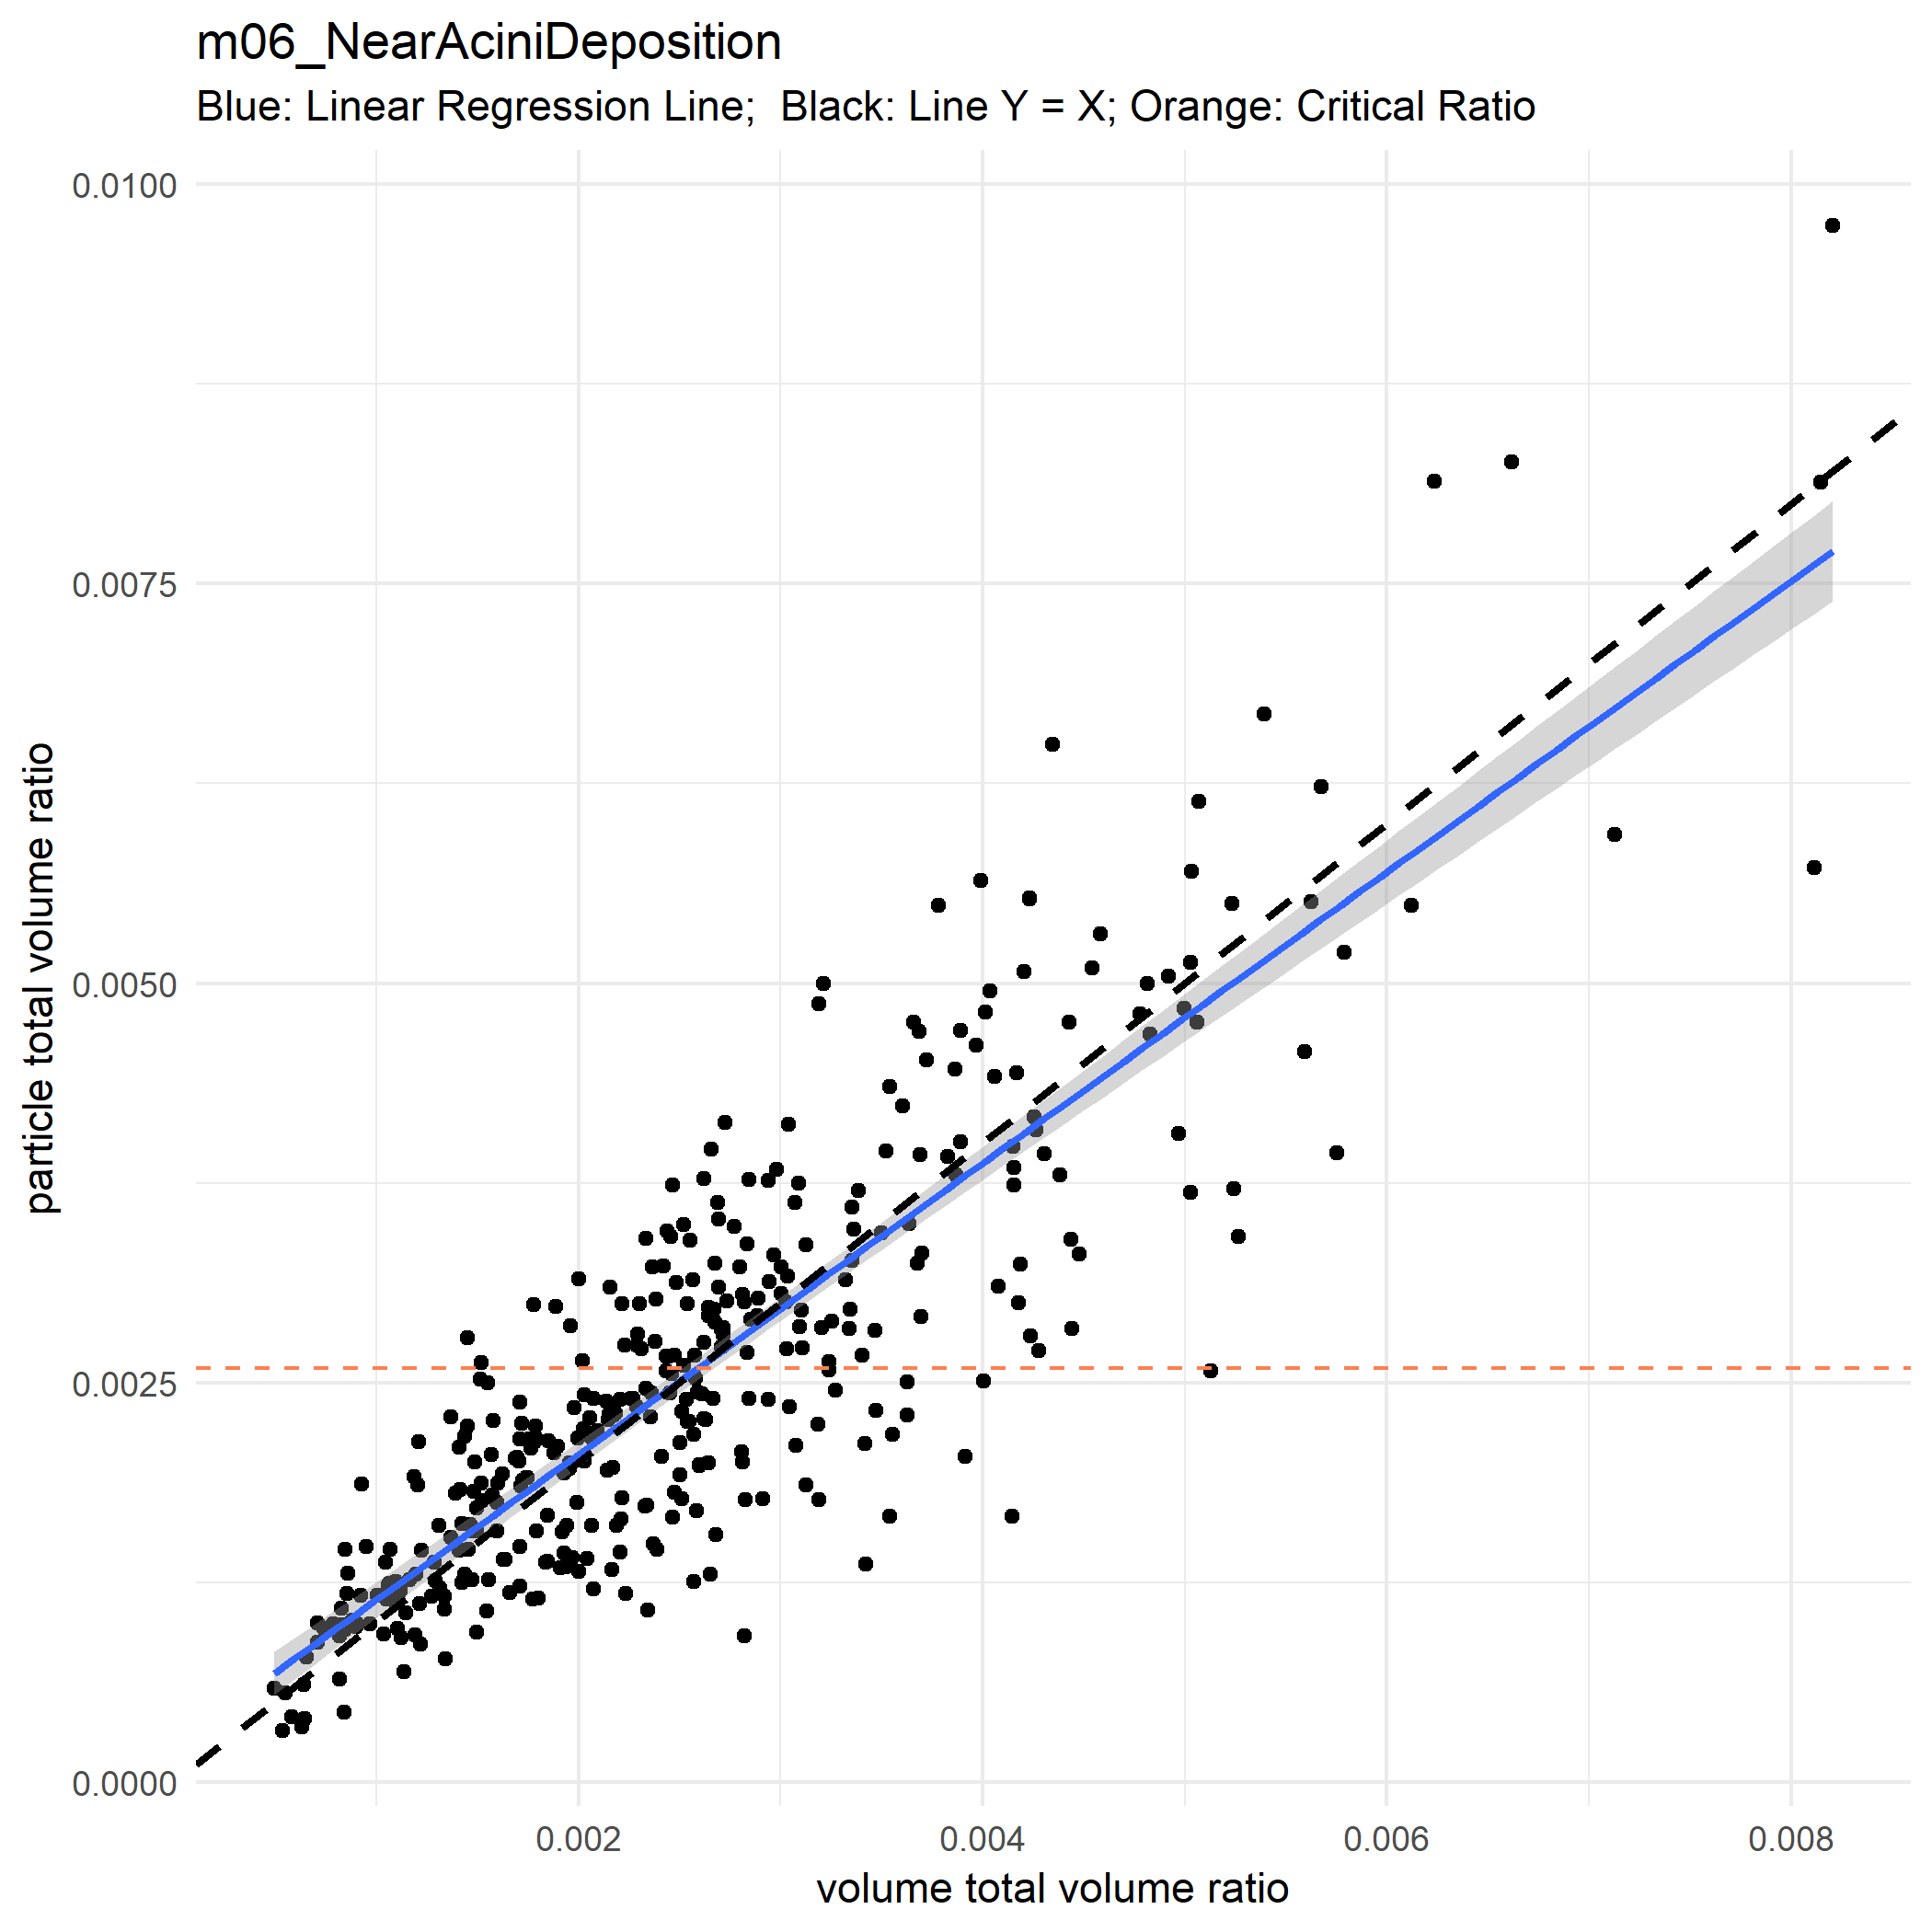 m06_NearAciniDeposition
Blue: Linear Regression Line;  Black: Line Y = X; Orange: Critical Ratio
0.0100
0.0075
0.0050
0.0025
0.0000
particle total volume ratio
0.002
0.004
0.006
0.008
volume total volume ratio